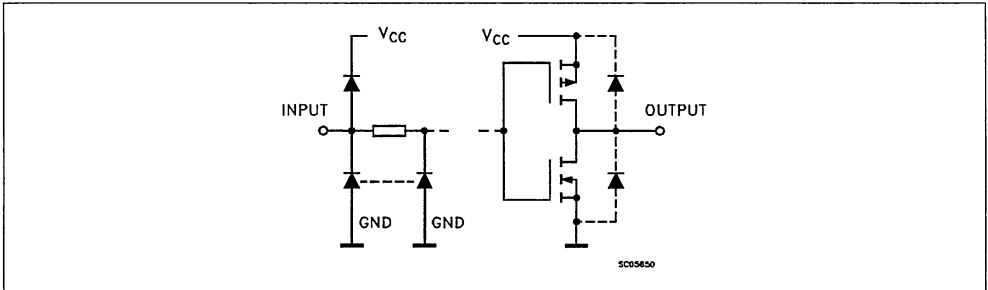 VCC
VCC
INPUT
OUTPUT
GND
GND
SC05650